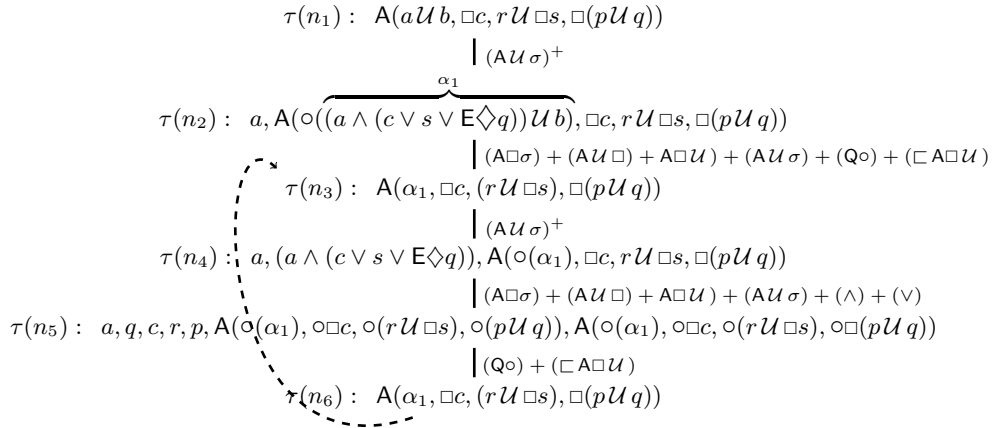 τ(n₁) : A(a U b, □c, r U □s, □(p U q))
(A U σ)⁺
α₁
τ(n₂) : a, A(○((a ∧ (c ∨ s ∨ E◇q)) U b), □c, r U □s, □(p U q))
(A□σ) + (A U □) + A□ U) + (A U σ) + (Q○) + (⊏ A□ U)
τ(n₃) : A(α₁, □c, (r U □s), □(p U q))
(A U σ)⁺
τ(n₄) : a, (a ∧ (c ∨ s ∨ E◇q)), A(○(α₁), □c, r U □s, □(p U q))
(A□σ) + (A U □) + A□ U) + (A U σ) + (∧) + (∨)
τ(n₅) : a, q, c, r, p, A(○(α₁), ○□c, ○(r U □s), ○(p U q)), A(○(α₁), ○□c, ○(r U □s), ○□(p U q))
(Q○) + (⊏ A□ U)
τ(n₆) : A(α₁, □c, (r U □s), □(p U q))